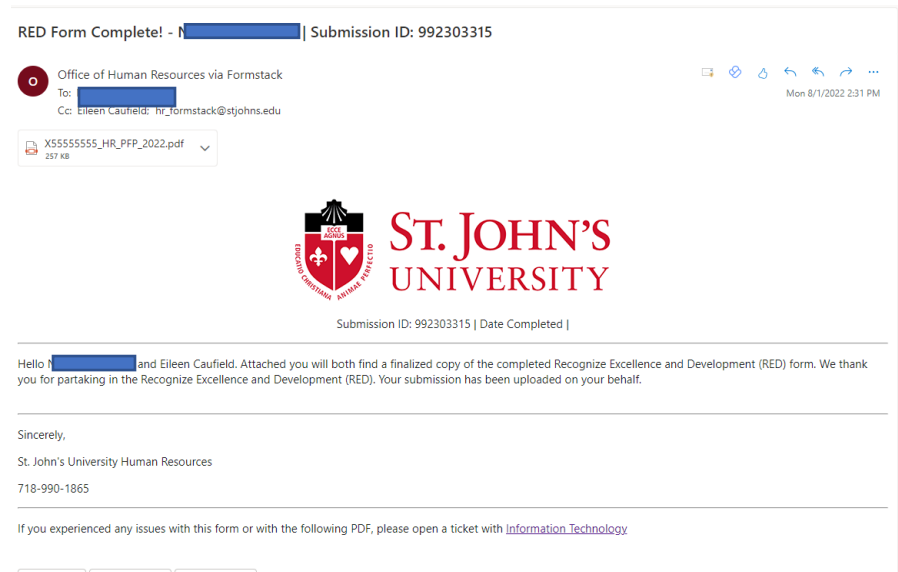 RED Form Complete! - N | Submission ID: 992303315
O
Office of Human Resources via Formstack
To:
Cc: Eileen Caufield; hr_formstack@stjohns.edu
Mon 8/1/2022 2:31 PM
X55555555_HR_PFP_2022.pdf
257 KB
ECCE
AGNUS
EDUCATIO CHRISTIANA ANIMAE PERFECTIO
ST. JOHN'S
UNIVERSITY
Submission ID: 992303315 | Date Completed |
Hello N and Eileen Caufield. Attached you will both find a finalized copy of the completed Recognize Excellence and Development (RED) form. We thank
you for partaking in the Recognize Excellence and Development (RED). Your submission has been uploaded on your behalf.
Sincerely,
St. John's University Human Resources
718-990-1865
If you experienced any issues with this form or with the following PDF, please open a ticket with Information Technology